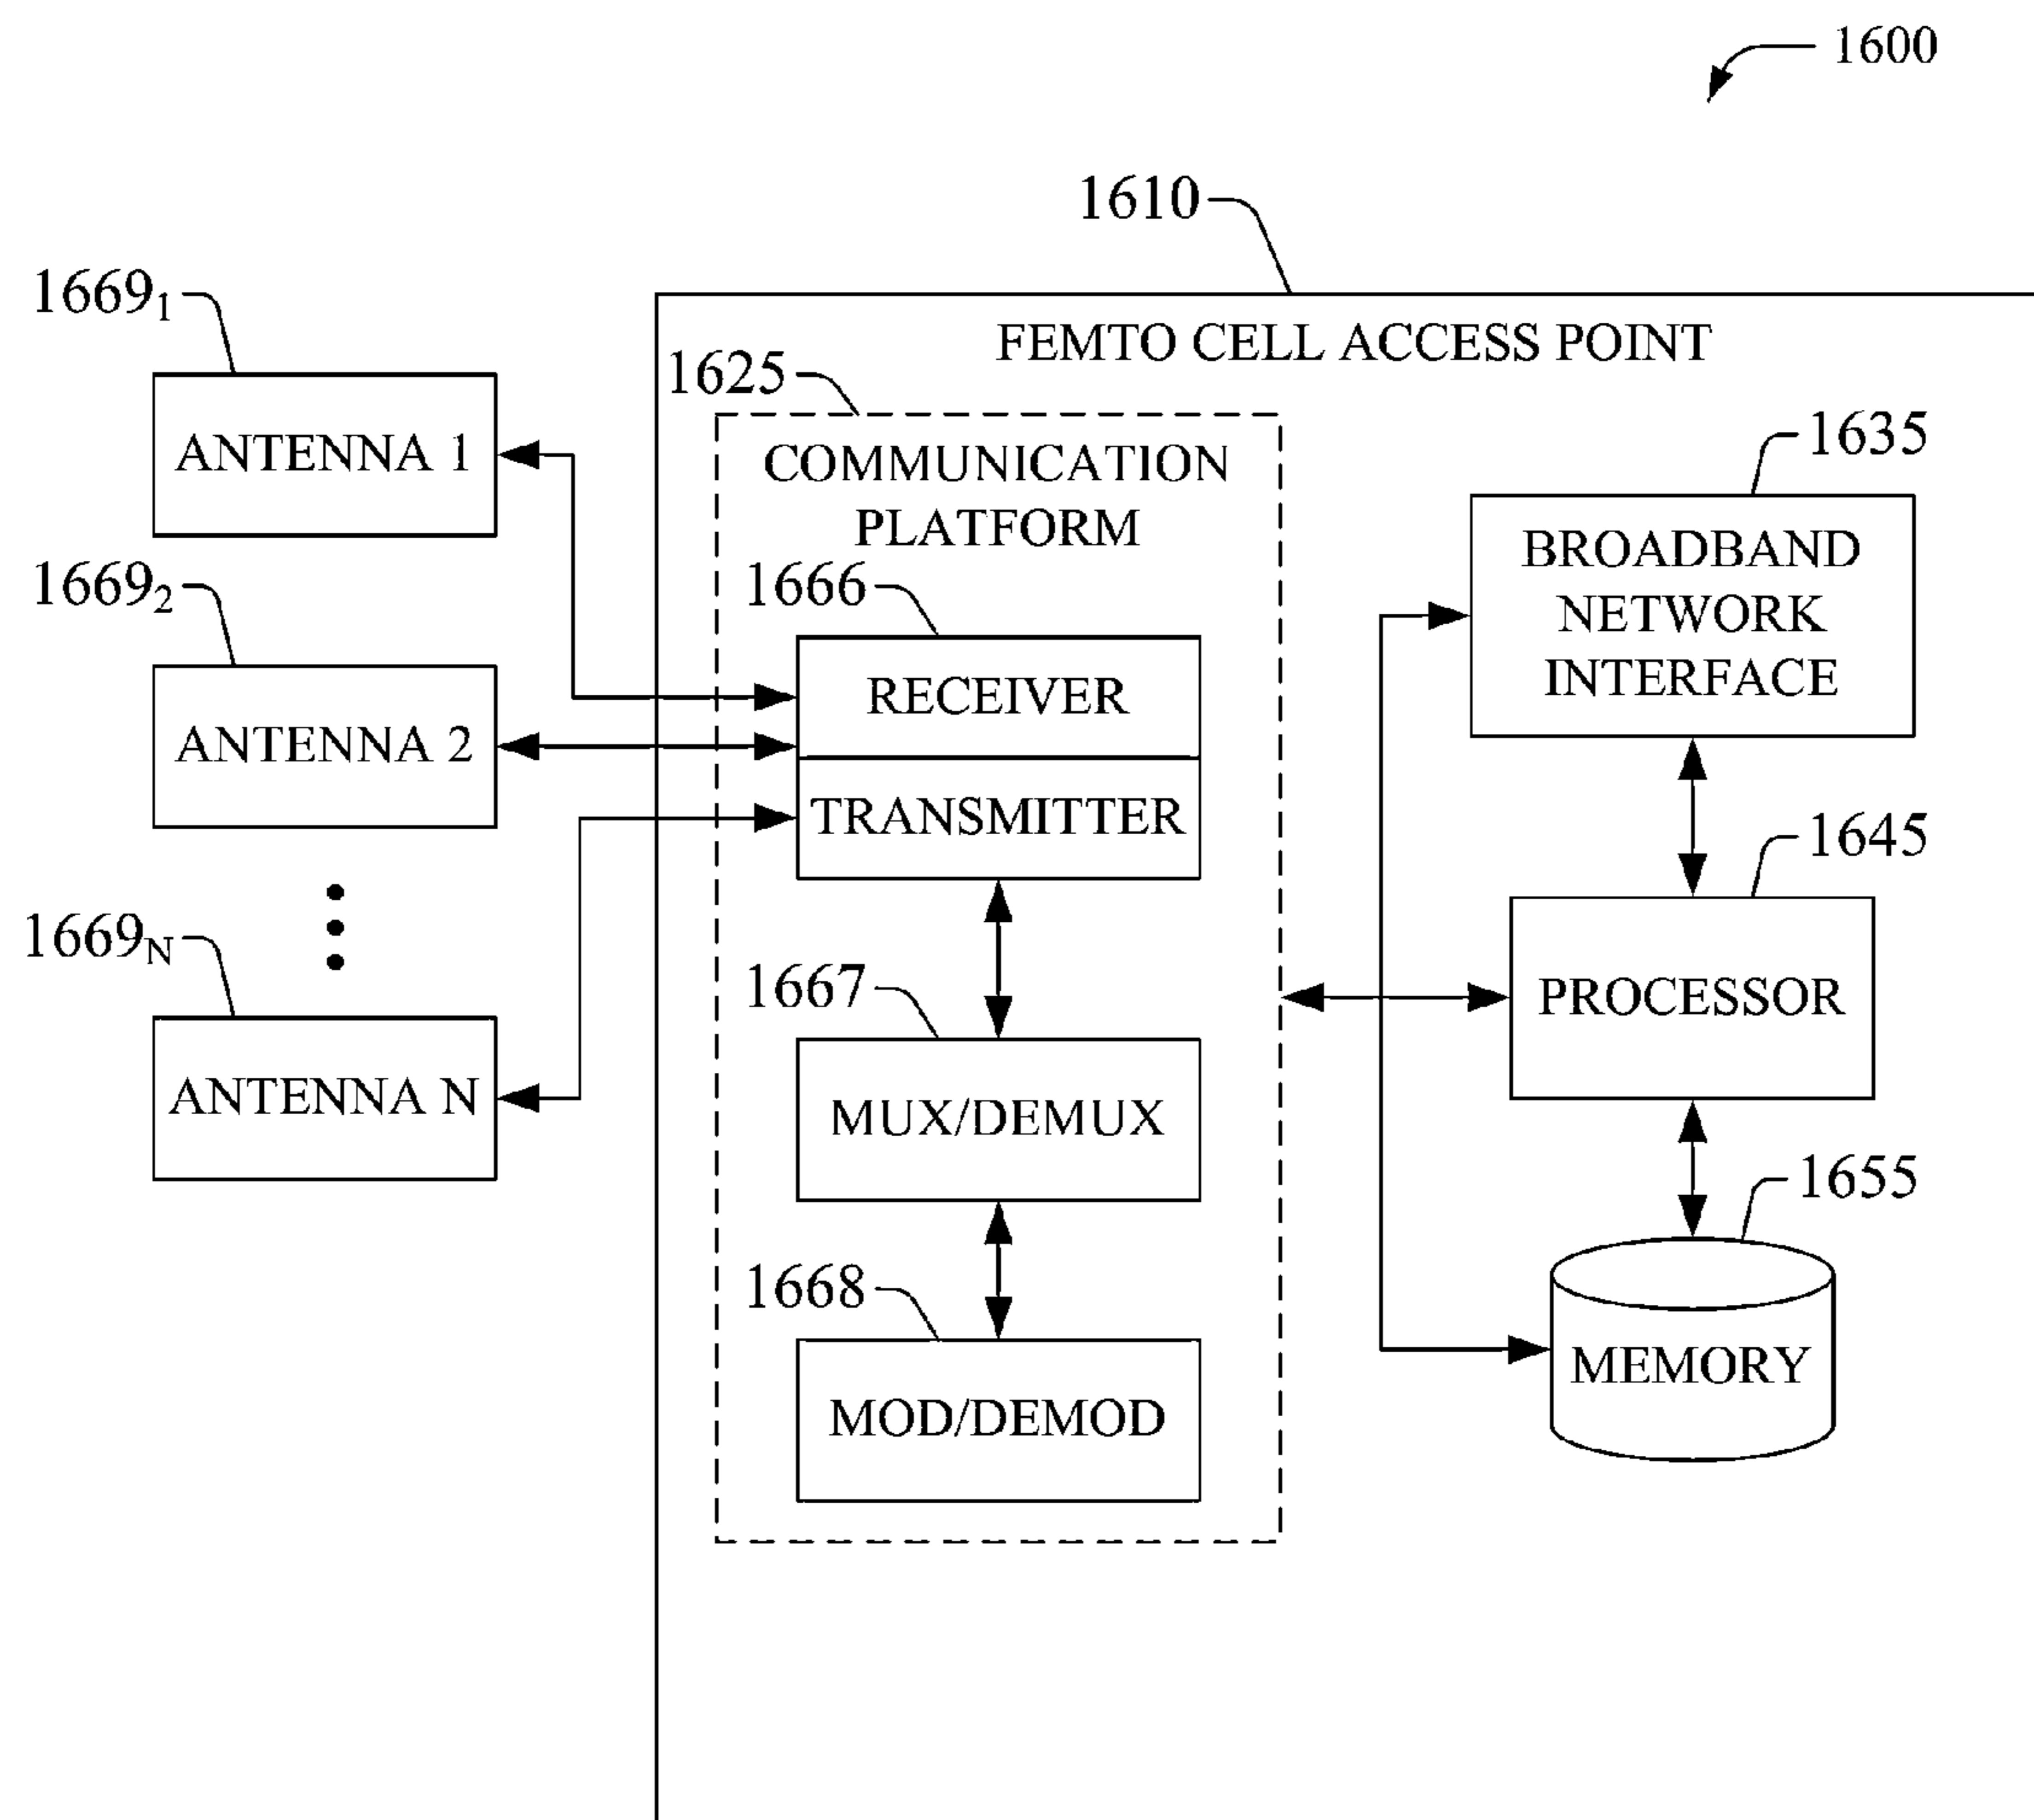 1600
1610
FEMTO CELL ACCESS POINT
1669₁
ANTENNA 1
1669₂
ANTENNA 2
1669N
ANTENNA N
1625
COMMUNICATION
PLATFORM
1666
RECEIVER
TRANSMITTER
1667
MUX/DEMUX
1668
MOD/DEMOD
1635
BROADBAND
NETWORK
INTERFACE
1645
PROCESSOR
1655
MEMORY